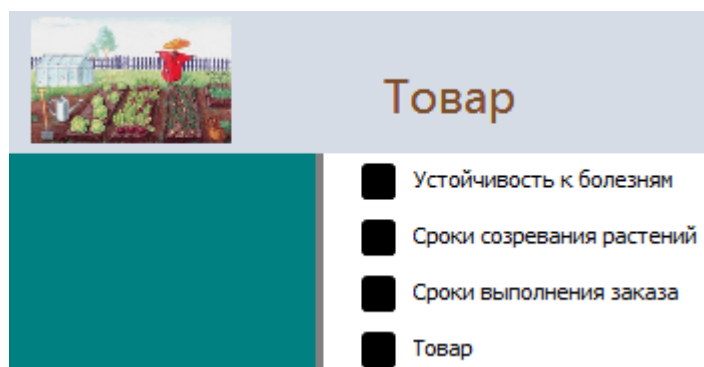 Товар
Устойчивость к болезням
Сроки созревания растений
Сроки выполнения заказа
Товар